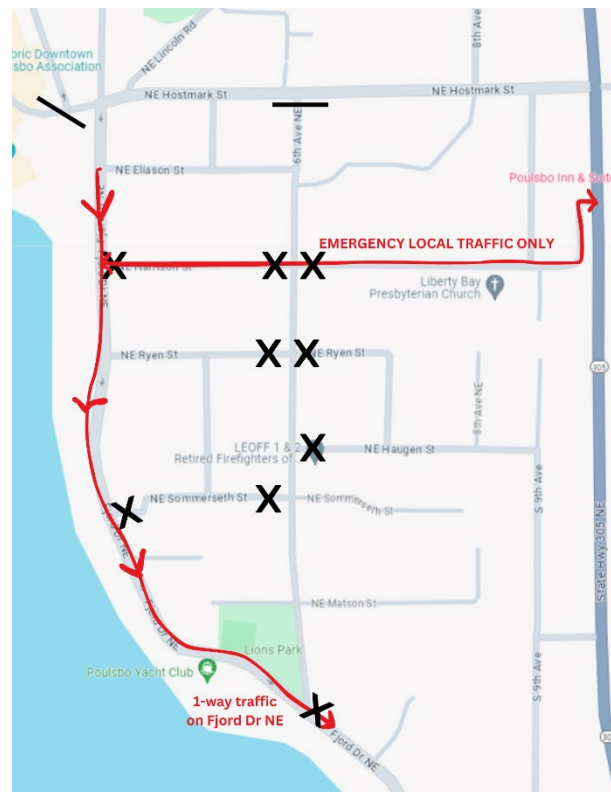 oric Downtown
sbo Association
NE Lincoln Rd
8th Ave
NE Hostmark St
NE Hostmark St
6th Ave NE
NE Eliason St
Poulsbo Inn & Suite
EMERGENCY LOCAL TRAFFIC ONLY
X
X
X
Liberty Bay
Presbyterian Church
NE Ryen St
X
X
NE Ryen St
305
8th Ave NE
LEOFF 1 & 2
Retired Firefighters of
X
NE Haugen St
S 9th Ave
NE Sommerseth St
X
NE Sommerseth St
X
Fjord Dr NE
State Hwy 305 NE
NE Matson St
Fjord Dr NE
Lions Park
S 9th Ave
Poulsbo Yacht Club
1-way traffic
on Fjord Dr NE
X
Fjord Dr NE